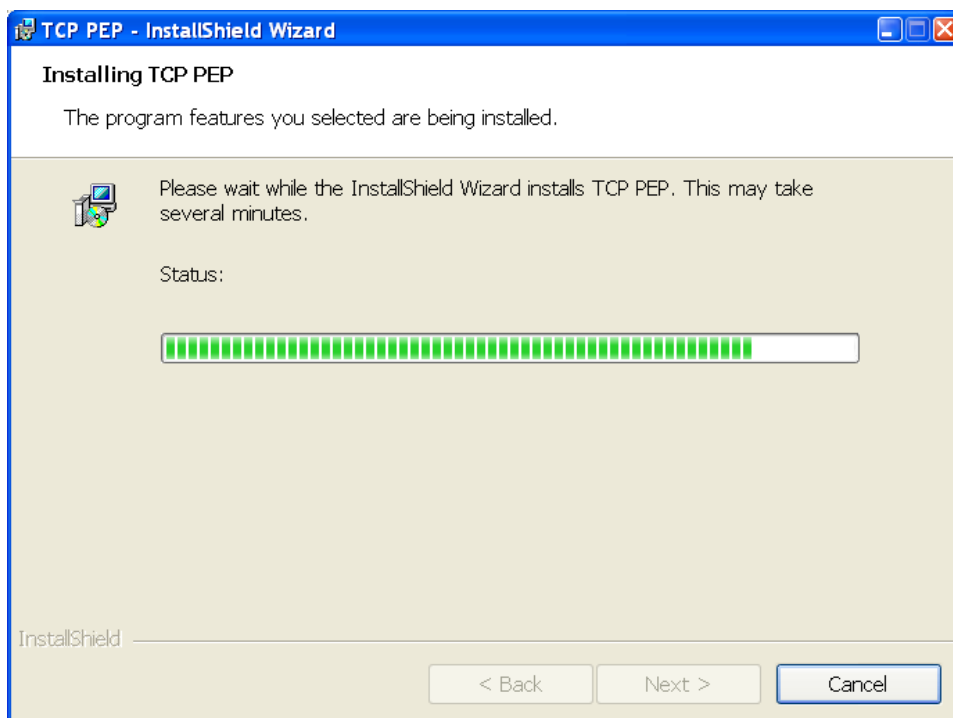 TCP PEP - InstallShield Wizard
Installing TCP PEP
The program features you selected are being installed.
Please wait while the InstallShield Wizard installs TCP PEP. This may take
several minutes.
Status:
InstallShield
< Back
Next >
Cancel